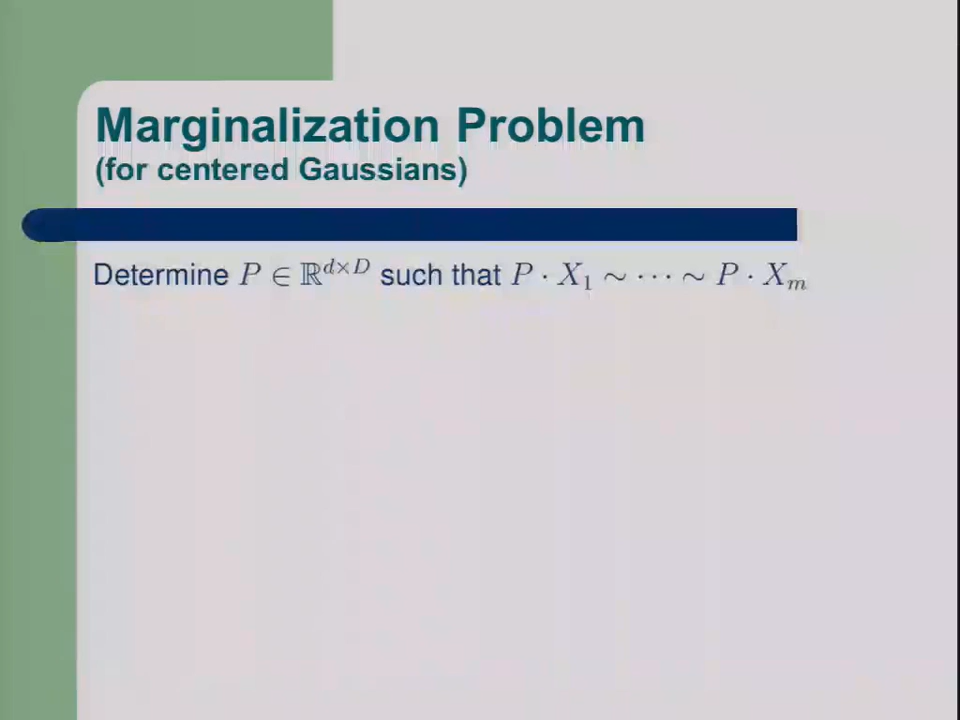 Marginalization Problem
(for centered Gaussians)
Determine $P \in \mathbb{R}^{d \times D}$ such that $P \cdot X_1 \sim \cdots \sim P \cdot X_m$